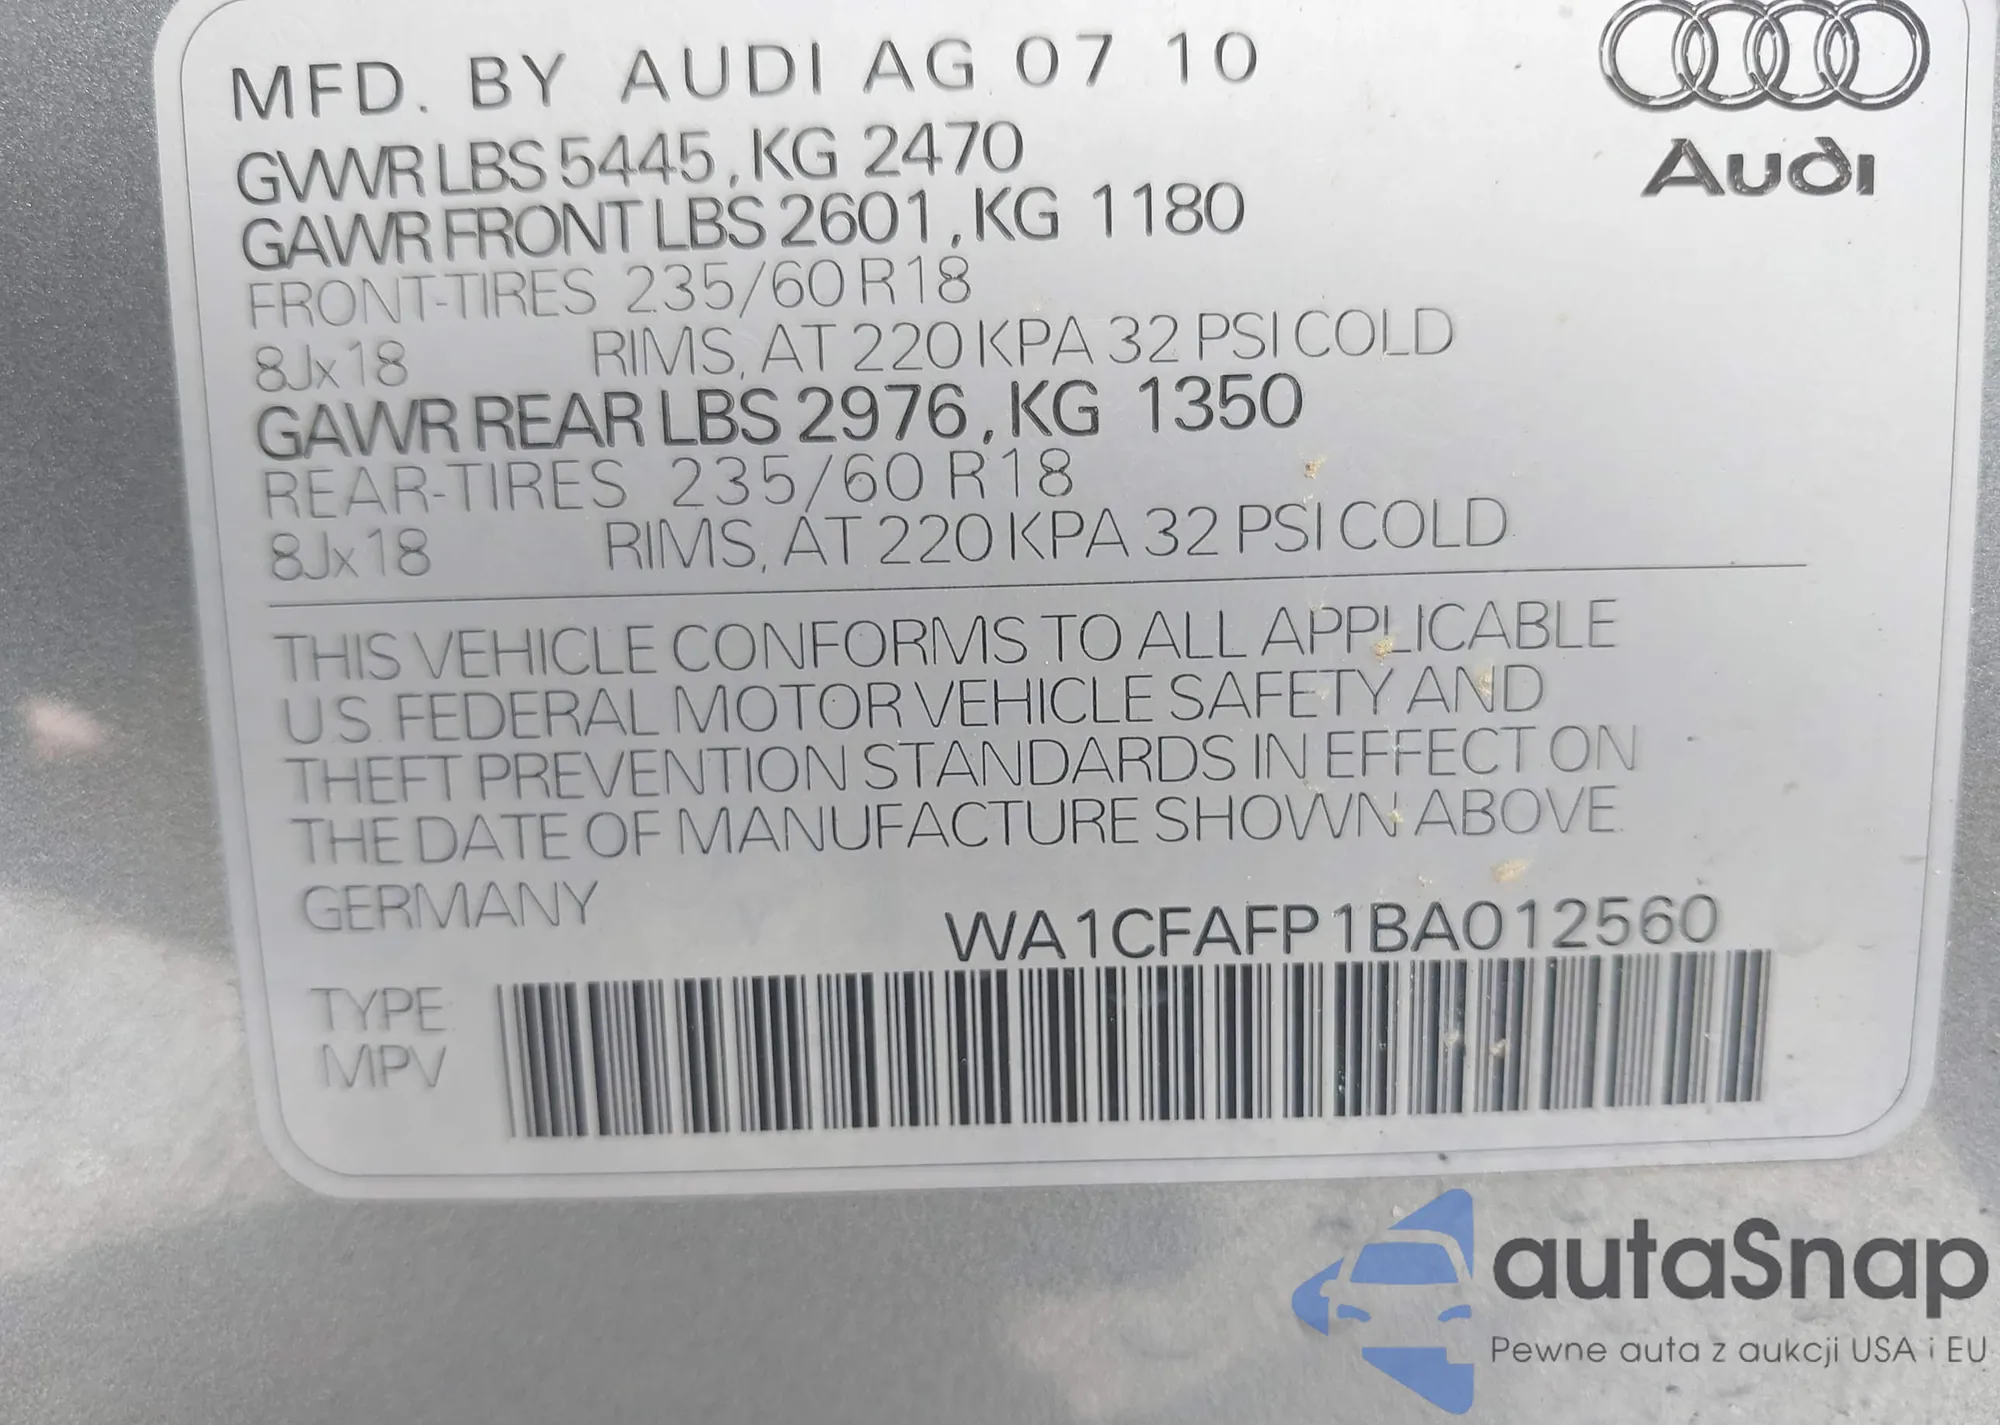 MFD. BY AUDI AG 07 10
GVWR LBS 5445, KG 2470
GAWR FRONT LBS 2601, KG 1180
FRONT-TIRES 235/60 R18
8Jx18 RIMS, AT 220 KPA 32 PSI COLD
GAWR REAR LBS 2976, KG 1350
REAR-TIRES 235/60 R18
8Jx18 RIMS, AT 220 KPA 32 PSI COLD
Audi
THIS VEHICLE CONFORMS TO ALL APPLICABLE
U.S. FEDERAL MOTOR VEHICLE SAFETY AND
THEFT PREVENTION STANDARDS IN EFFECT ON
THE DATE OF MANUFACTURE SHOWN ABOVE.
GERMANY
WA1CFAFP1BA012560
TYPE
MPV
autaSnap
Pewne auta z aukcji USA i EU